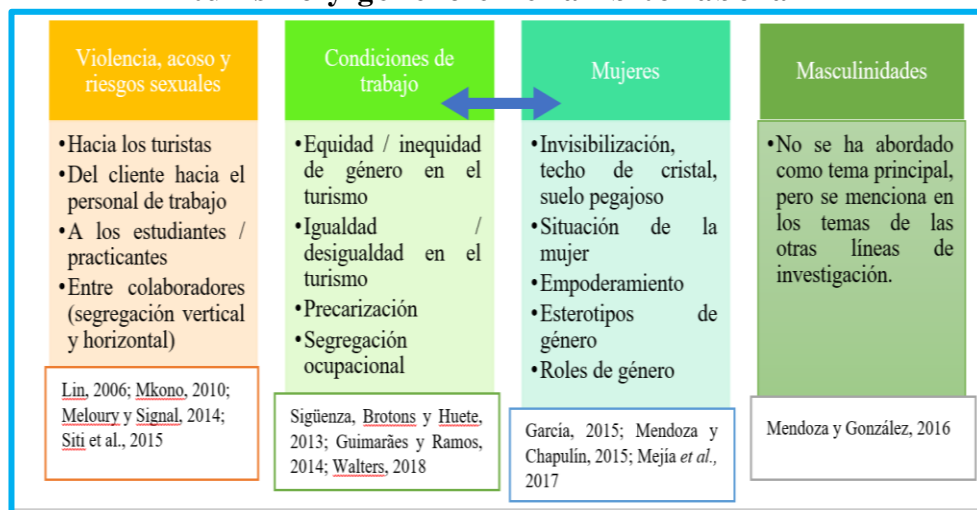 Violencia, acoso y
riesgos sexuales
•Hacia los turistas
•Del cliente hacia el
personal de trabajo
•A los estudiantes /
practicantes
•Entre colaboradores
(segregación vertical
y horizontal)
Lin, 2006; Mkono, 2010;
Meloury y Signal, 2014;
Siti et al., 2015
Condiciones de
trabajo
•Equidad / inequidad
de género en el
turismo
•Igualdad /
desigualdad en el
turismo
•Precarización
•Segregación
ocupacional
Sigüenza, Brotons y Huete,
2013; Guimarães y Ramos,
2014; Walters, 2018
Mujeres
•Invisibilización,
techo de cristal,
suelo pegajoso
•Situación de la
mujer
•Empoderamiento
•Esterotipos de
género
•Roles de género
García, 2015; Mendoza y
Chapulín, 2015; Mejía et al.,
2017
Masculinidades
•No se ha abordado
como tema principal,
pero se menciona en
los temas de las
otras líneas de
investigación.
Mendoza y González, 2016